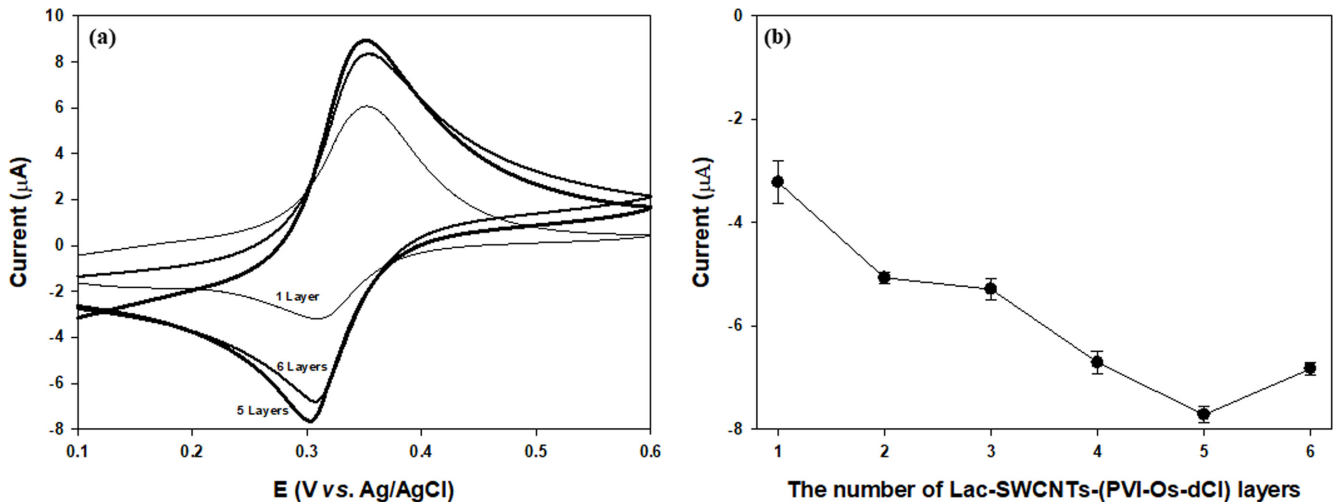 (a)
10
8
6
4
2
0
-2
-4
-6
-8
Current (μA)
1 Layer
6 Layers
5 Layers
0.1 0.2 0.3 0.4 0.5 0.6
E (V vs. Ag/AgCl)
(b)
0
-2
-4
-6
-8
Current (μA)
1 2 3 4 5 6
The number of Lac-SWCNTs-(PVI-Os-dCl) layers